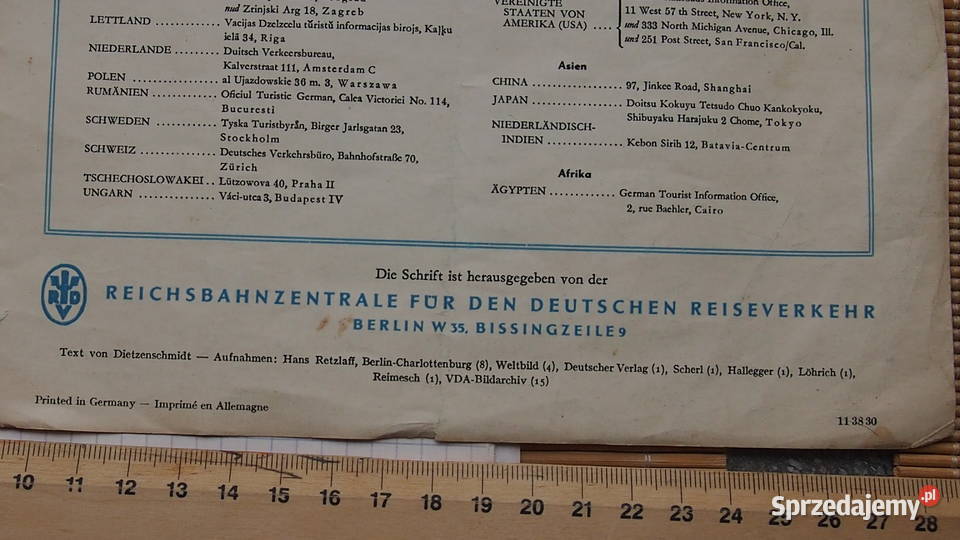 und Zrinjski Arg 18, Zagreb
LETTLAND .......... Vacijas Dzelzcelu tūristū informacijas birojs, Kaļķu
ielā 34, Riga
NIEDERLANDE ........ Duitsch Verkeersbureau,
Kalverstraat 111, Amsterdam C
POLEN .............. al Ujazdowskie 36 m. 3, Warszawa
RUMÄNIEN ........... Oficiul Turistic German, Calea Victoriei No. 114,
Bucuresti
SCHWEDEN .......... Tyska Turistbyrån, Birger Jarlsgatan 23,
Stockholm
SCHWEIZ ............ Deutsches Verkehrsbüro, Bahnhofstraße 70,
Zürich
TSCHECHOSLOWAKEI .. Lützowova 40, Praha II
UNGARN ............. Váci-utca 3, Budapest IV
VEREINIGTE
STAATEN VON
AMERIKA (USA) ....
Information Office,
11 West 57 th Street, New York, N. Y.
und 333 North Michigan Avenue, Chicago, Ill.
und 251 Post Street, San Francisco/Cal.
Asien
CHINA ............... 97, Jinkee Road, Shanghai
JAPAN ............... Doitsu Kokuyu Tetsudo Chuo Kankokyoku,
Shibuyaku Harajuku 2 Chome, Tokyo
NIEDERLÄNDISCH-
INDIEN ............. Kebon Sirih 12, Batavia-Centrum
Afrika
ÄGYPTEN ........... German Tourist Information Office,
2, rue Baehler, Cairo
Die Schrift ist herausgegeben von der
RDV
REICHSBAHNZENTRALE FÜR DEN DEUTSCHEN REISEVERKEHR
BERLIN W 35, BISSINGZEILE 9
Text von Dietzenschmidt — Aufnahmen: Hans Retzlaff, Berlin-Charlottenburg (8), Weltbild (4), Deutscher Verlag (1), Scherl (1), Hallegger (1), Löhrich (1),
Reimesch (1), VDA-Bildarchiv (15)
Printed in Germany — Imprimé en Allemagne
11 38 30
10 11 12 13 14 15 16 17 18 19 20 21 22 23 24 25 26 27 28
Sprzedajemy.pl